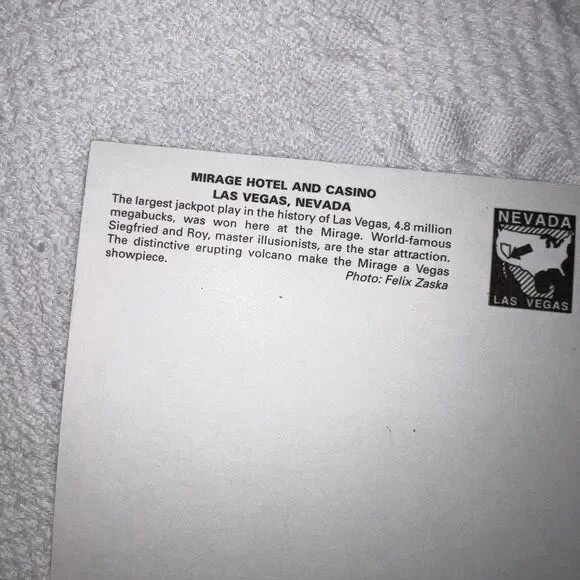 MIRAGE HOTEL AND CASINO
LAS VEGAS, NEVADA
The largest jackpot play in the history of Las Vegas, 4.8 million
megabucks, was won here at the Mirage. World-famous
Siegfried and Roy, master illusionists, are the star attraction.
The distinctive erupting volcano make the Mirage a Vegas
showpiece.
Photo: Felix Zaska
NEVADA
LAS VEGAS